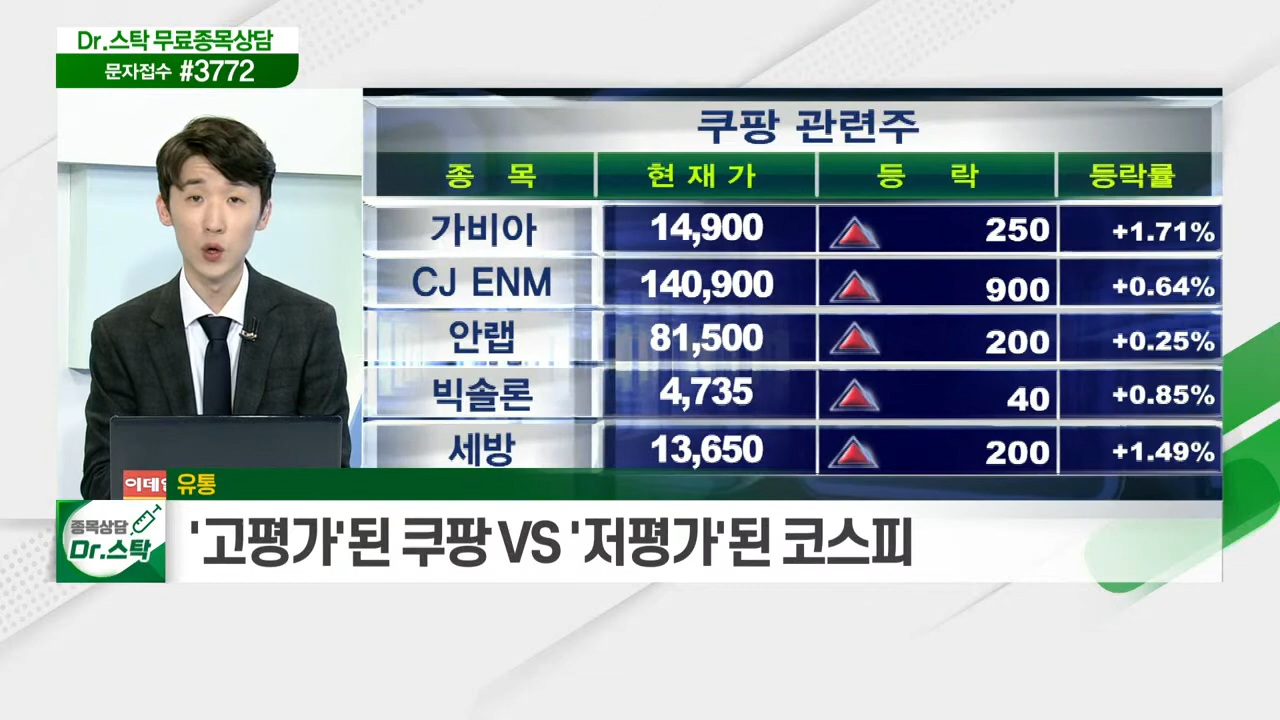 Dr.스탁 무료종목상담
문자접수 #3772
쿠팡 관련주
종 목 현 재 가 등 락 등락률
가비아 14,900 ▲ 250 +1.71%
CJ ENM 140,900 ▲ 900 +0.64%
안랩 81,500 ▲ 200 +0.25%
빅솔론 4,735 ▲ 40 +0.85%
세방 13,650 ▲ 200 +1.49%
이데일 유통
종목상담
Dr.스탁
'고평가'된 쿠팡 VS '저평가'된 코스피